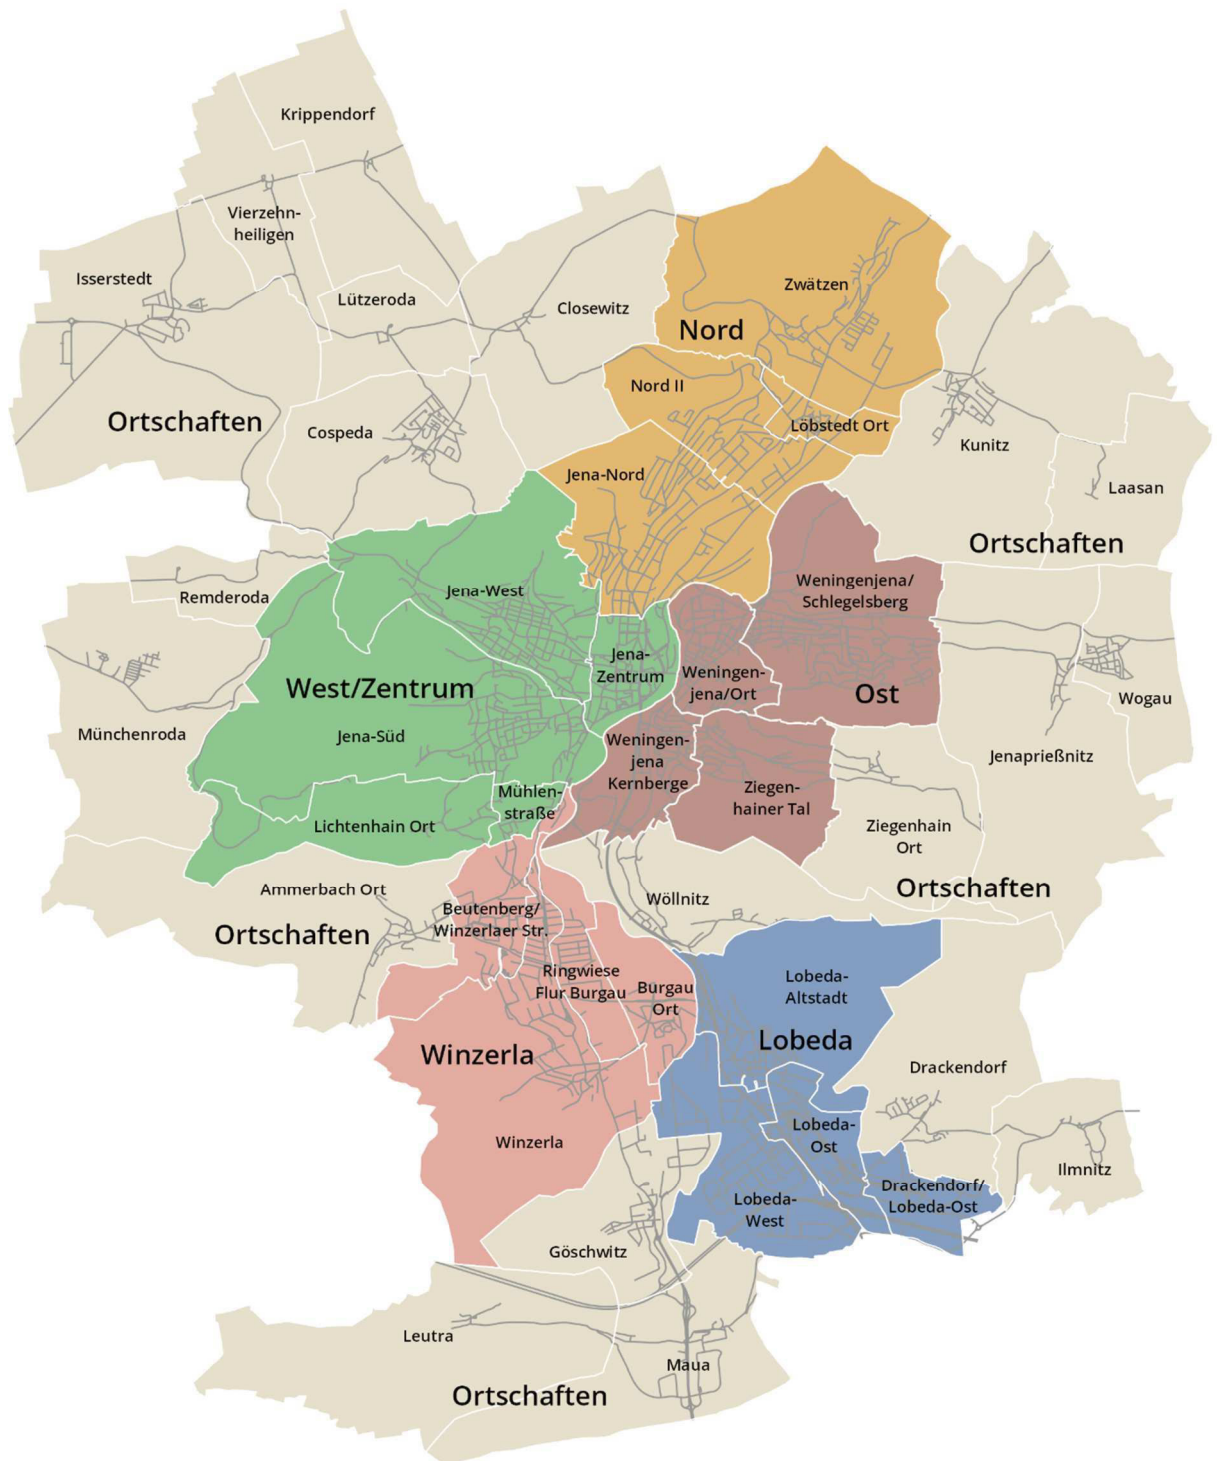 Krippendorf
Vierzehn-
heiligen
Isserstedt
Lützeroda
Closewitz
Zwätzen
Nord
Nord II
Ortschaften
Cospeda
Löbstedt Ort
Kunitz
Jena-Nord
Laasan
Ortschaften
Remderoda
Jena-West
Weningenjena/
Schlegelsberg
Jena-
Zentrum
West/Zentrum
Weningen-
jena/Ort
Ost
Wogau
Münchenroda
Jena-Süd
Weningen-
jena
Kernberge
Jenaprießnitz
Mühlen-
straße
Ziegen-
hainer Tal
Lichtenhain Ort
Ziegenhain
Ort
Ammerbach Ort
Ortschaften
Wöllnitz
Beutenberg/
Winzerlaer Str.
Ortschaften
Ringwiese
Flur Burgau
Burgau
Ort
Lobeda-
Altstadt
Lobeda
Winzerla
Drackendorf
Lobeda-
Ost
Winzerla
Ilmnitz
Drackendorf/
Lobeda-Ost
Lobeda-
West
Göschwitz
Leutra
Maua
Ortschaften